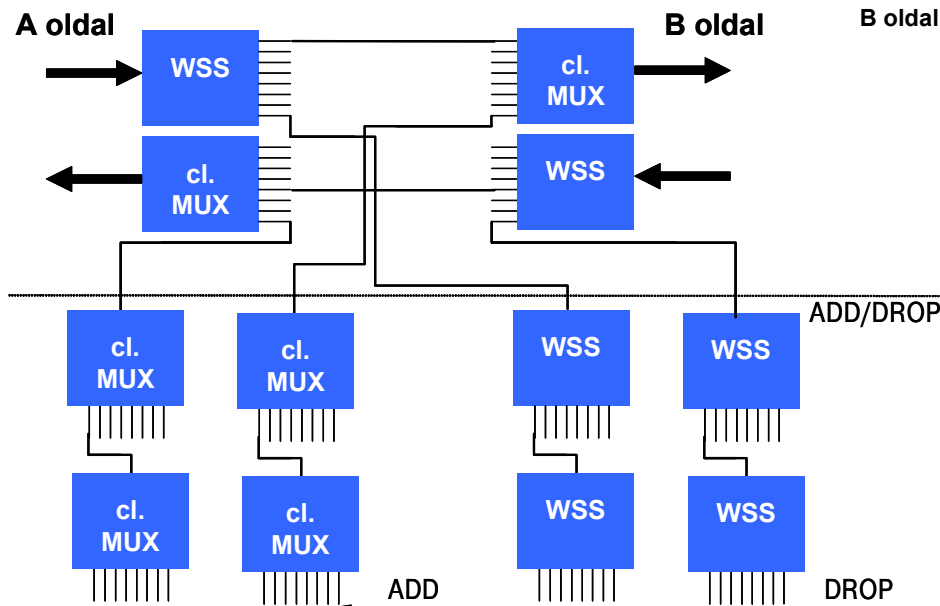 A oldal
B oldal
B oldal
WSS
cl.
MUX
cl.
MUX
WSS
ADD/DROP
cl.
MUX
cl.
MUX
WSS
WSS
cl.
MUX
cl.
MUX
WSS
WSS
ADD
DROP